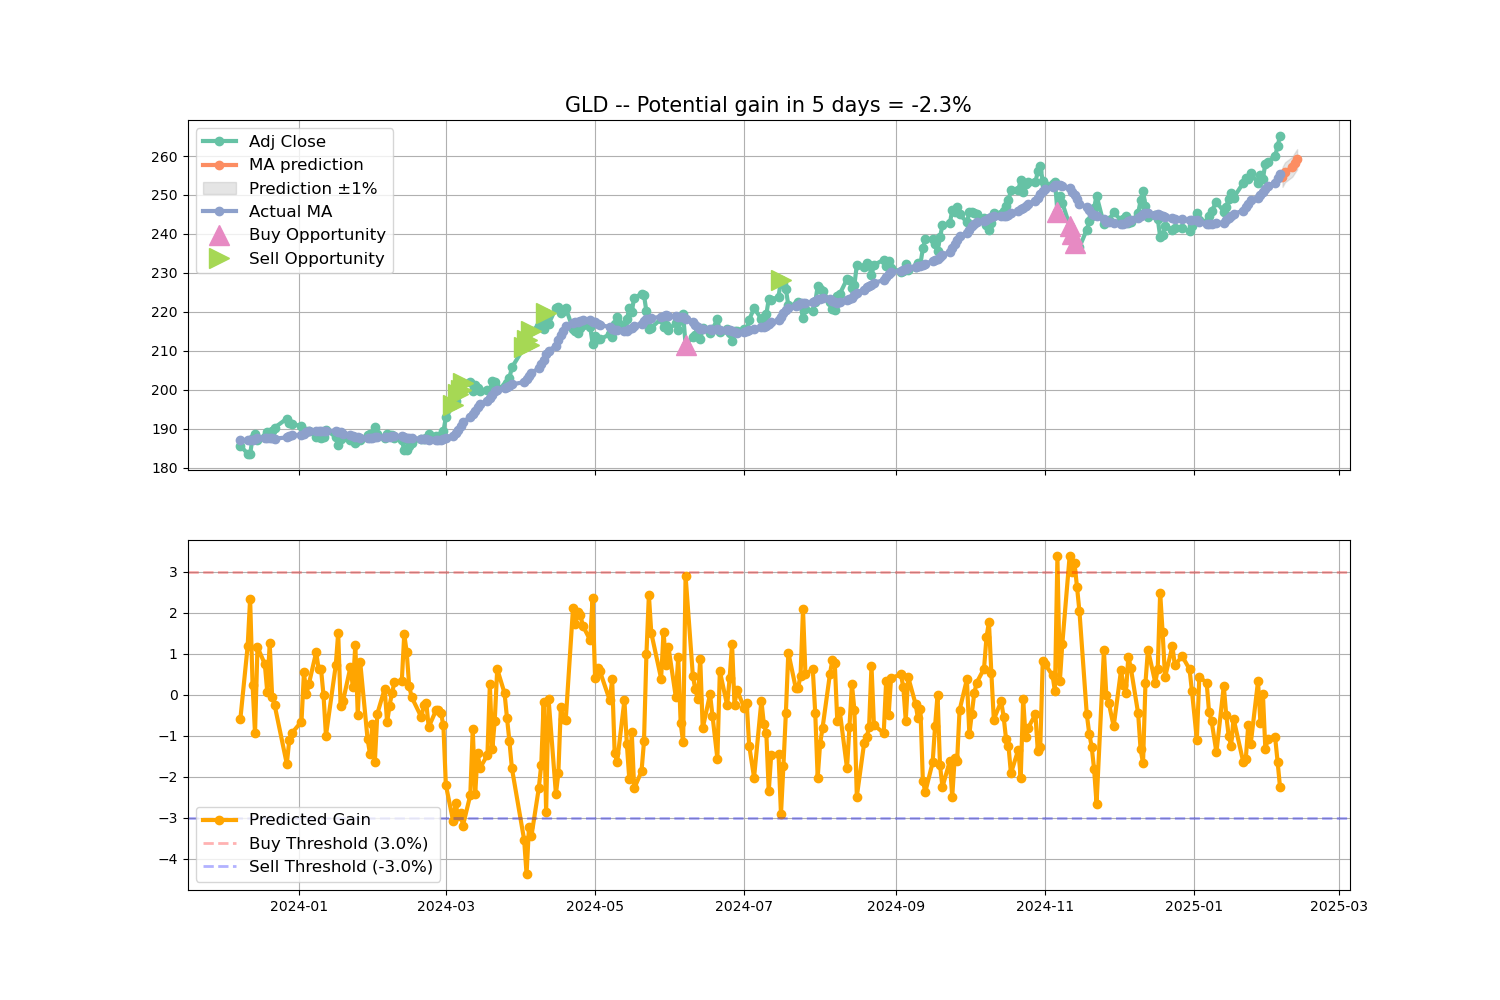 GLD -- Potential gain in 5 days = -2.3%
Adj Close
MA prediction
Prediction ±1%
Actual MA
Buy Opportunity
Sell Opportunity
260
250
240
230
220
210
200
190
180
3
2
1
0
−1
−2
−3
−4
Predicted Gain
Buy Threshold (3.0%)
Sell Threshold (-3.0%)
2024-01
2024-03
2024-05
2024-07
2024-09
2024-11
2025-01
2025-03